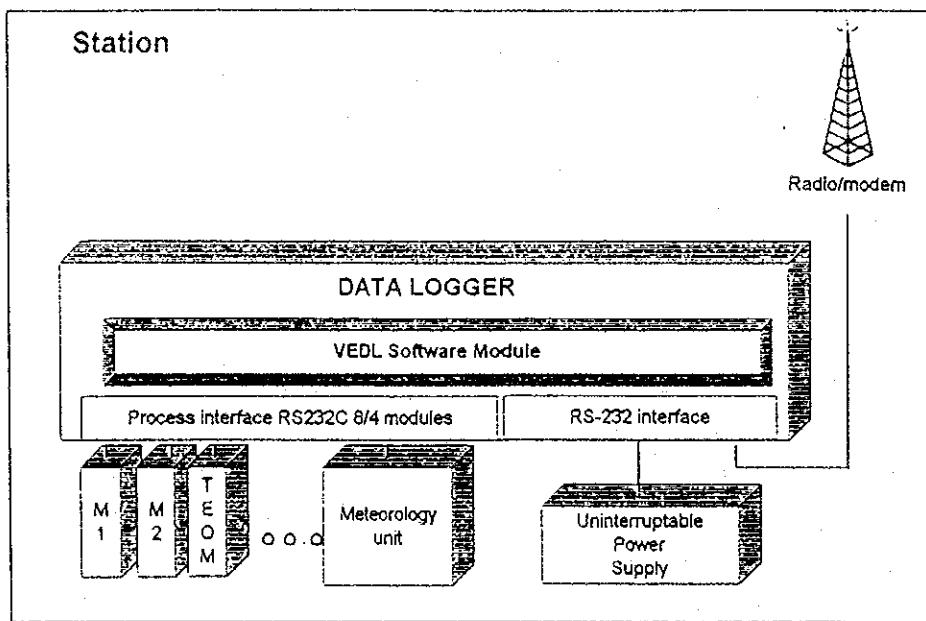 Station
Radio/modem
DATA LOGGER
VEDL Software Module
Process interface RS232C 8/4 modules
RS-232 interface
M
1
M
2
T
E
O
M
Meteorology
unit
Uninterruptable
Power
Supply